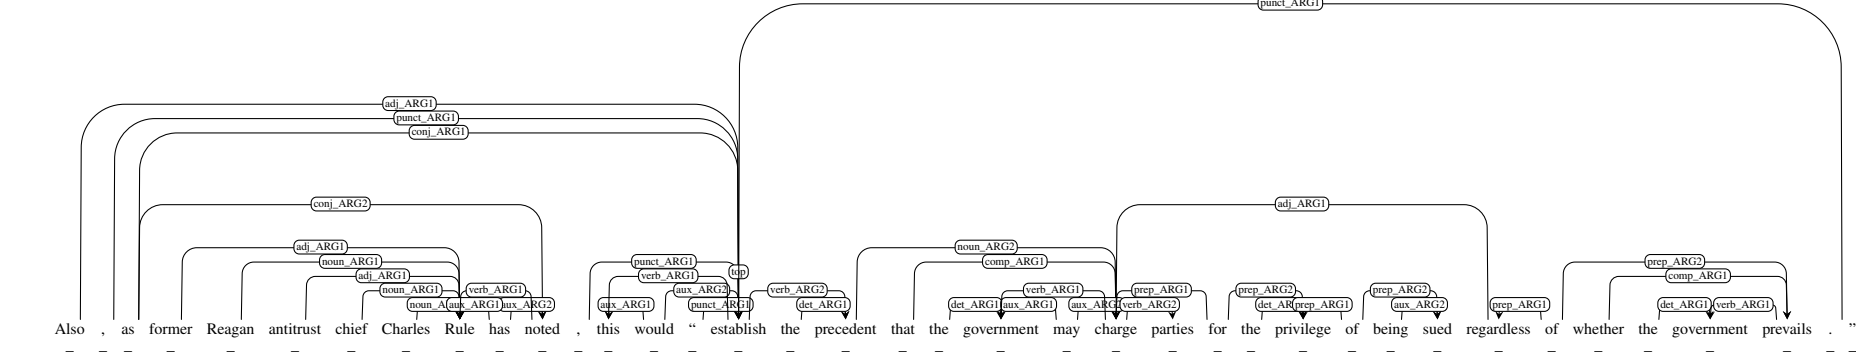 punct_ARG1
adj_ARG1
punct_ARG1
conj_ARG1
conj_ARG2 adj_ARG1
adj_ARG1 noun_ARG2
noun_ARG1 punct_ARG1 comp_ARG1 prep_ARG2
adj_ARG1 verb_ARG1 top comp_ARG1
noun_ARG1 verb_ARG1 aux_ARG2 verb_ARG2 verb_ARG1 prep_ARG1 prep_ARG2 prep_ARG2
aux_ARG1 aux_ARG2 aux_ARG1 punct_ARG1 det_ARG1 det_ARG1 aux_ARG1 verb_ARG2 prep_ARG1 aux_ARG2 prep_ARG1 det_ARG1 verb_ARG1
Also , as former Reagan antitrust chief Charles Rule has noted , this would “ establish the precedent that the government may charge parties for the privilege of being sued regardless of whether the government prevails . ”